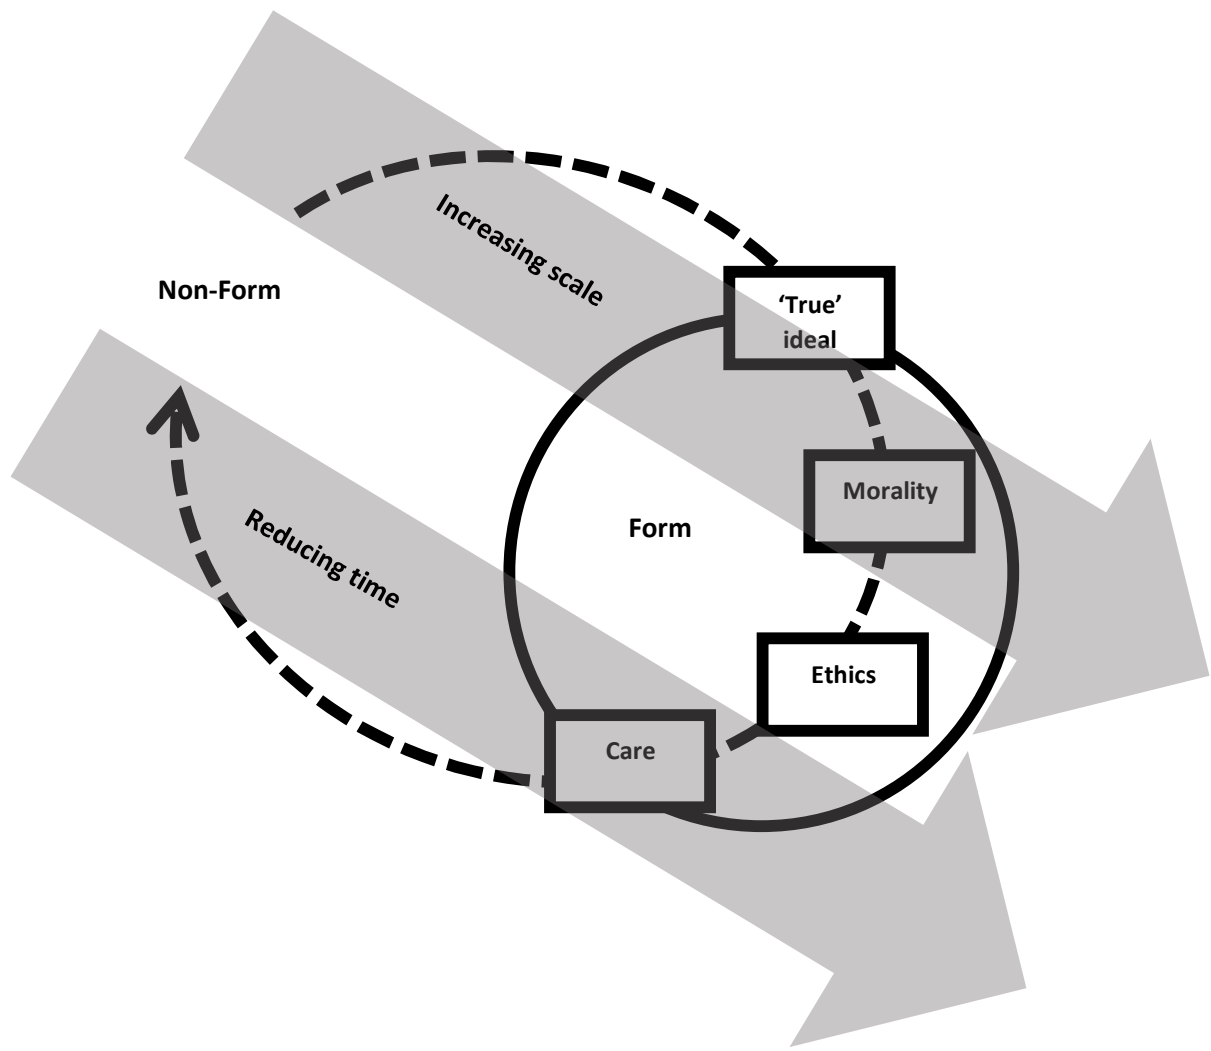 Increasing scale
Non-Form
‘True’
ideal
Morality
Form
Reducing time
Ethics
Care